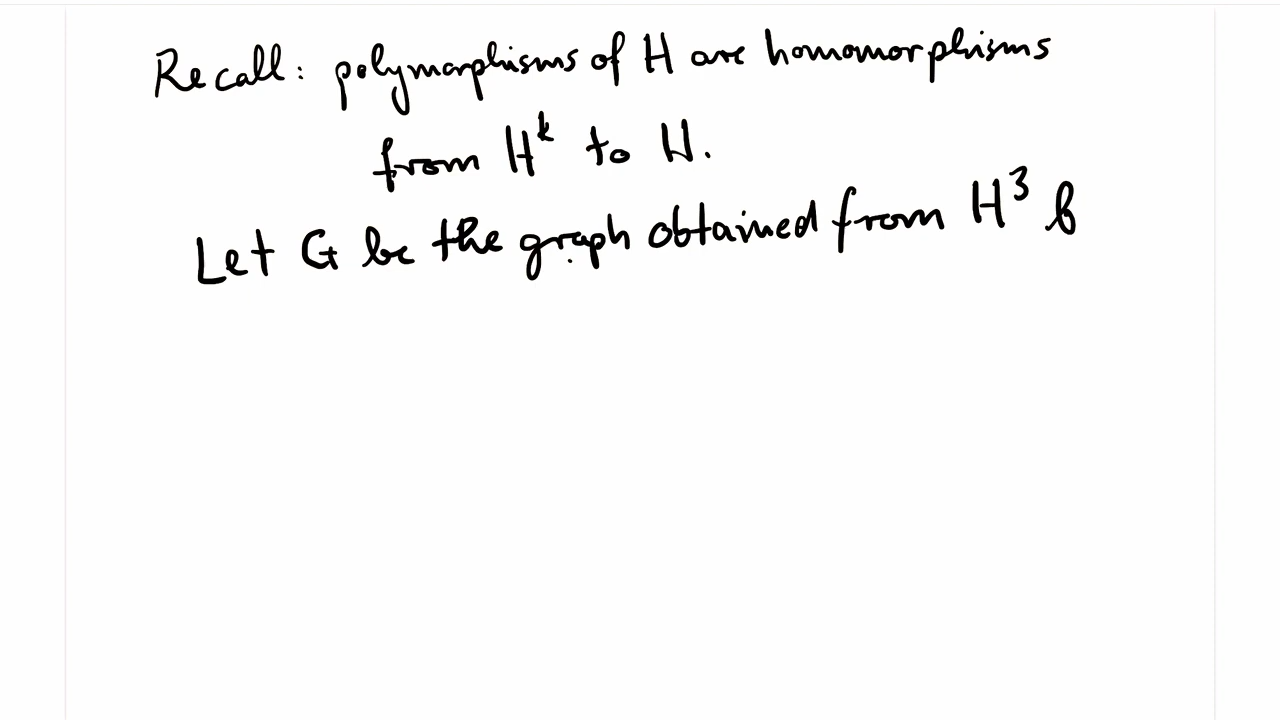 Recall: polymorphisms of H are homomorphisms
from H^k to H.
Let G be the graph obtained from H^3 b